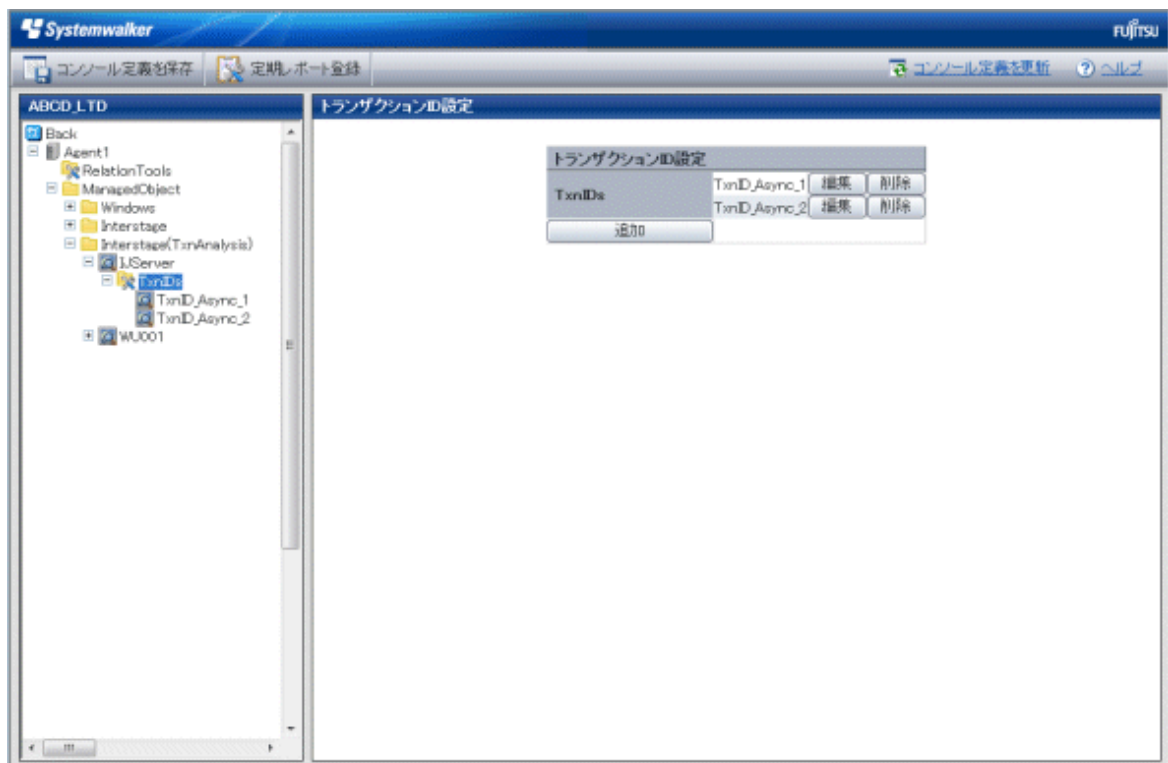 Systemwalker
FUJITSU
コンソール定義を保存
定期レポート登録
コンソール定義を更新
ヘルプ
ABCD_LTD
Back
Agent1
RelationTools
ManagedObject
Windows
Interstage
Interstage(TxnAnalysis)
IJServer
TxnIDs
TxnID_Async_1
TxnID_Async_2
WU001
トランザクションID設定
トランザクションID設定
TxnIDs
TxnID_Async_1 編集 削除
TxnID_Async_2 編集 削除
追加